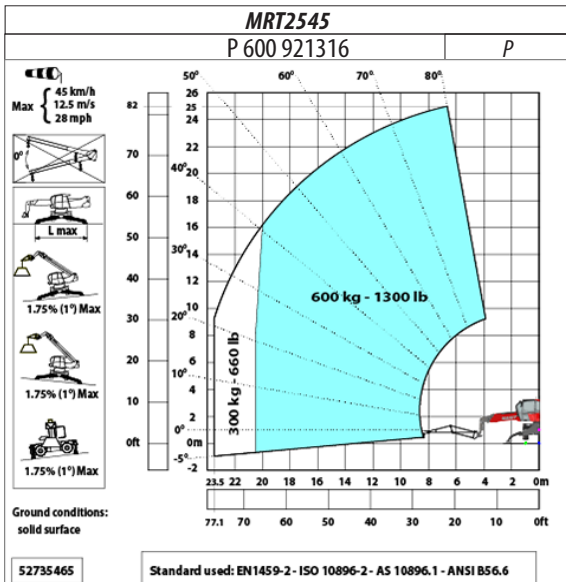 MRT2545
P 600 921316 P
45 km/h
Max 12.5 m/s
28 mph
0°
L max
1.75% (1°) Max
1.75% (1°) Max
1.75% (1°) Max
Ground conditions:
solid surface
50° 60° 70° 80°
40°
30°
20°
10°
0°
-5°
82
70
60
50
40
30
20
10
0ft
26
25
24
22
20
18
16
14
12
10
8
6
4
2
0m
-2
600 kg - 1300 lb
300 kg - 660 lb
23.5 22 20 18 16 14 12 10 8 6 4 2 0m
77.1 70 60 50 40 30 20 10 0ft
52735465
Standard used: EN1459-2 - ISO 10896-2 - AS 10896.1 - ANSI B56.6